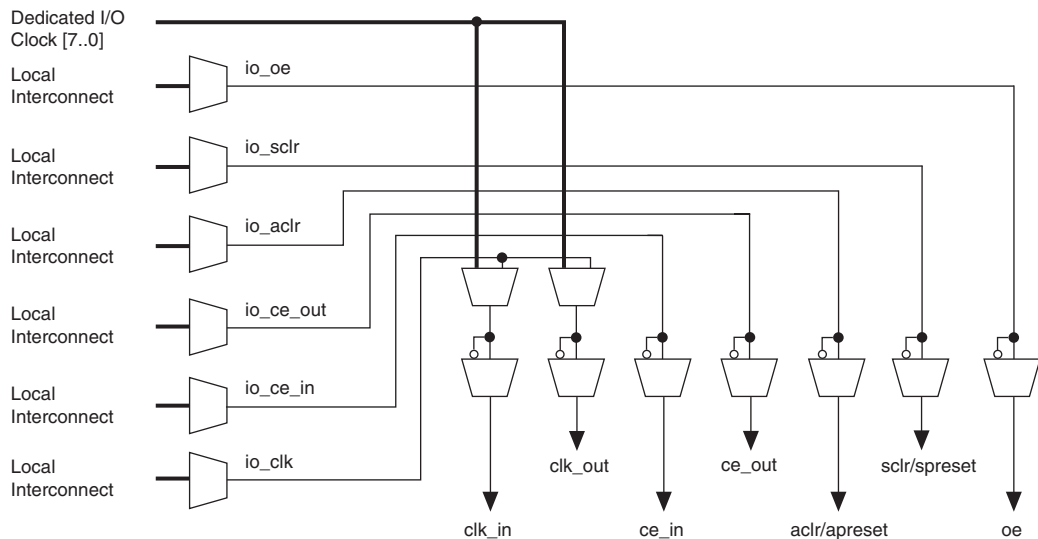 Dedicated I/O
Clock [7..0]
Local
Interconnect
io_oe
Local
Interconnect
io_sclr
Local
Interconnect
io_aclr
Local
Interconnect
io_ce_out
Local
Interconnect
io_ce_in
Local
Interconnect
io_clk
clk_out
ce_out
sclr/spreset
clk_in
ce_in
aclr/apreset
oe